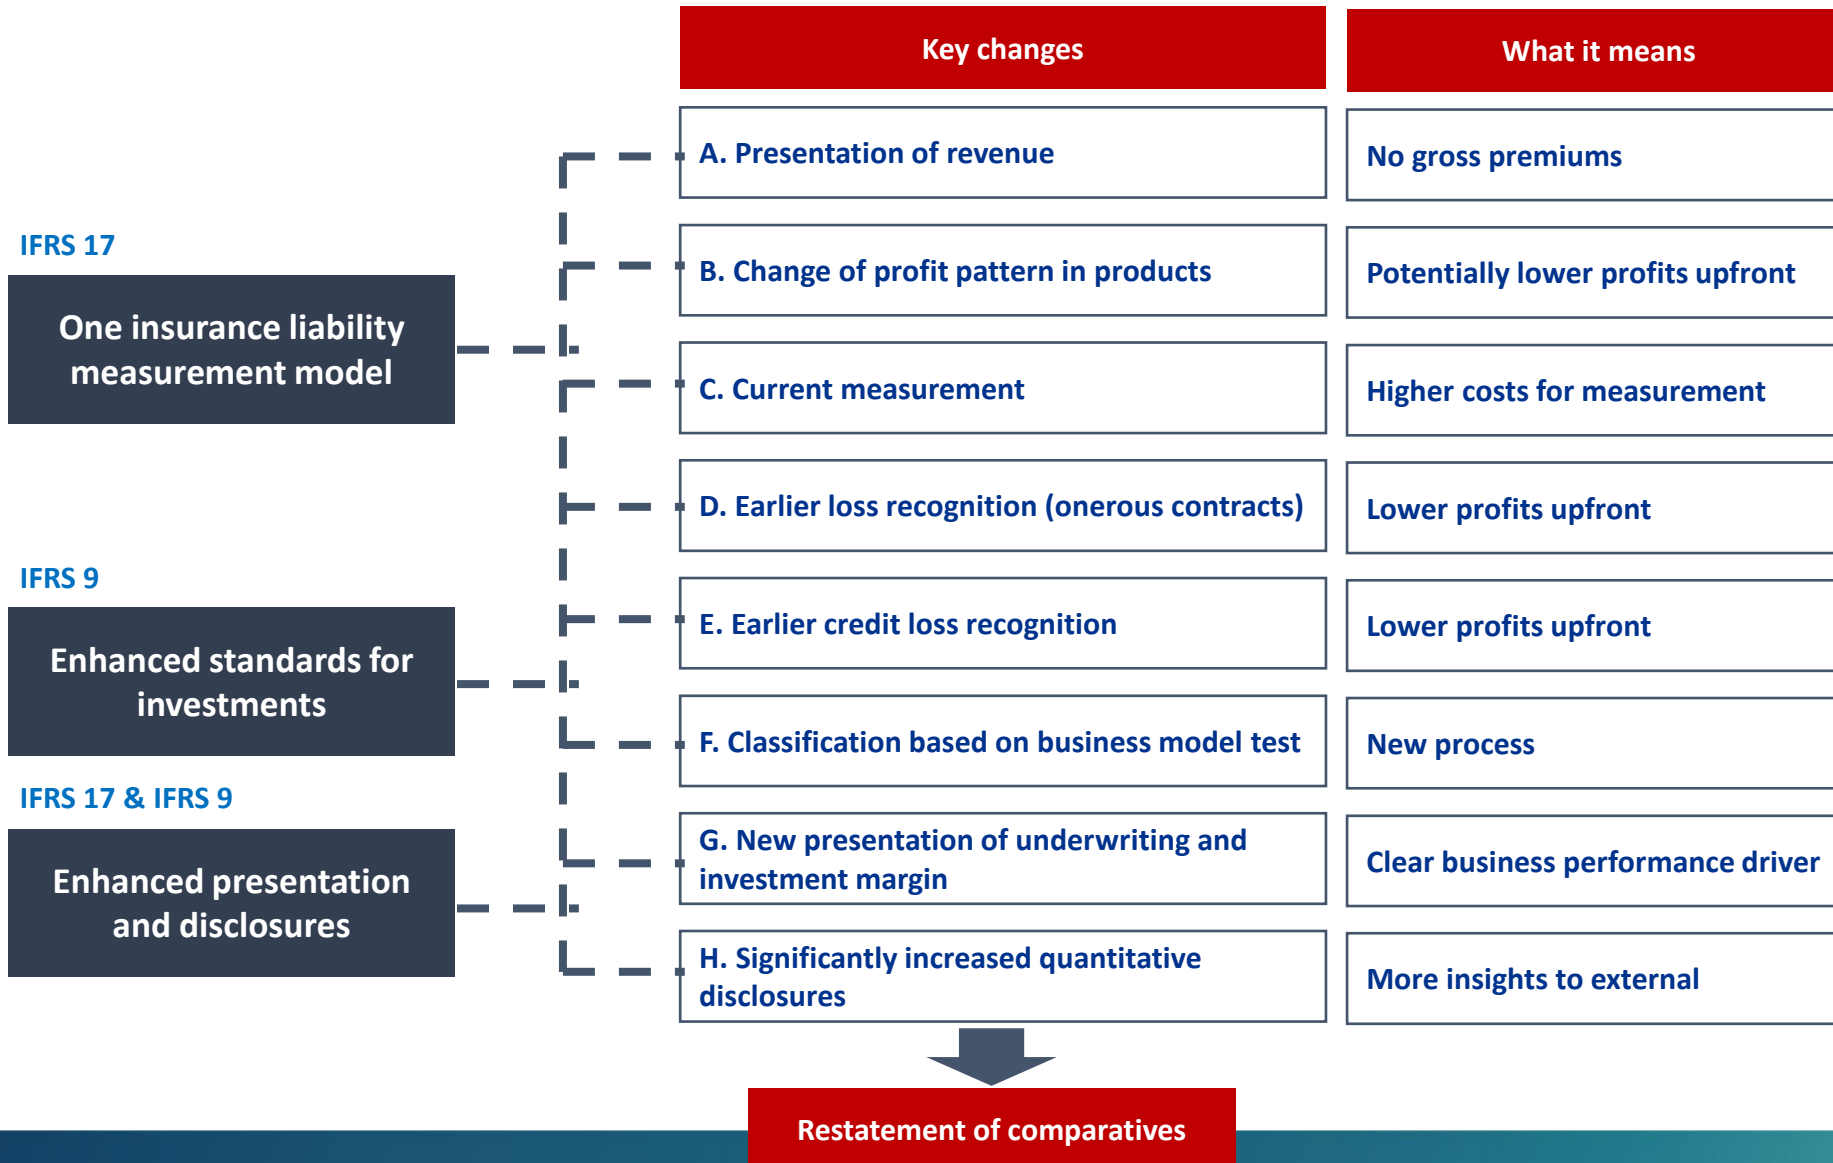 Key changes
What it means
IFRS 17
One insurance liability
measurement model
IFRS 9
Enhanced standards for
investments
IFRS 17 & IFRS 9
Enhanced presentation
and disclosures
A. Presentation of revenue
No gross premiums
B. Change of profit pattern in products
Potentially lower profits upfront
C. Current measurement
Higher costs for measurement
D. Earlier loss recognition (onerous contracts)
Lower profits upfront
E. Earlier credit loss recognition
Lower profits upfront
F. Classification based on business model test
New process
G. New presentation of underwriting and
investment margin
Clear business performance driver
H. Significantly increased quantitative
disclosures
More insights to external
Restatement of comparatives